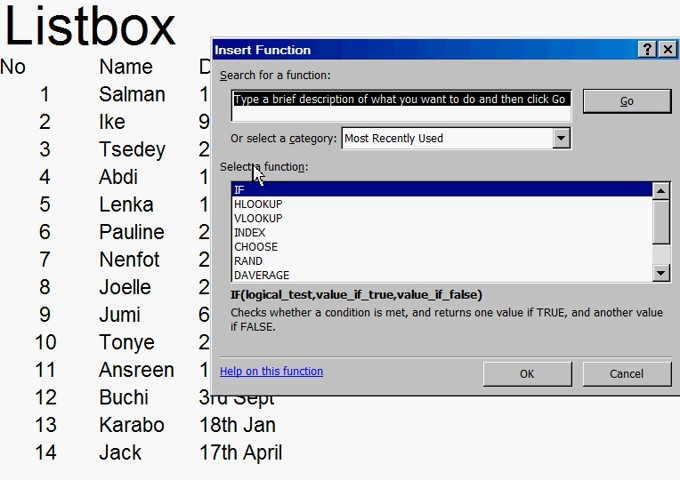 Listbox
Insert Function
No Name D
Search for a function:
1 Salman 1
Type a brief description of what you want to do and then click Go
Go
2 Ike 9
Or select a category: Most Recently Used
3 Tsedey 2
Select a function:
4 Abdi 1
IF
5 Lenka 1
HLOOKUP
VLOOKUP
6 Pauline 2
INDEX
CHOOSE
7 Nenfot 2
RAND
DAVERAGE
8 Joelle 2
IF(logical_test,value_if_true,value_if_false)
9 Jumi 6
Checks whether a condition is met, and returns one value if TRUE, and another value
if FALSE.
10 Tonye 2
11 Ansreen 1
Help on this function OK Cancel
12 Buchi 3rd Sept
13 Karabo 18th Jan
14 Jack 17th April